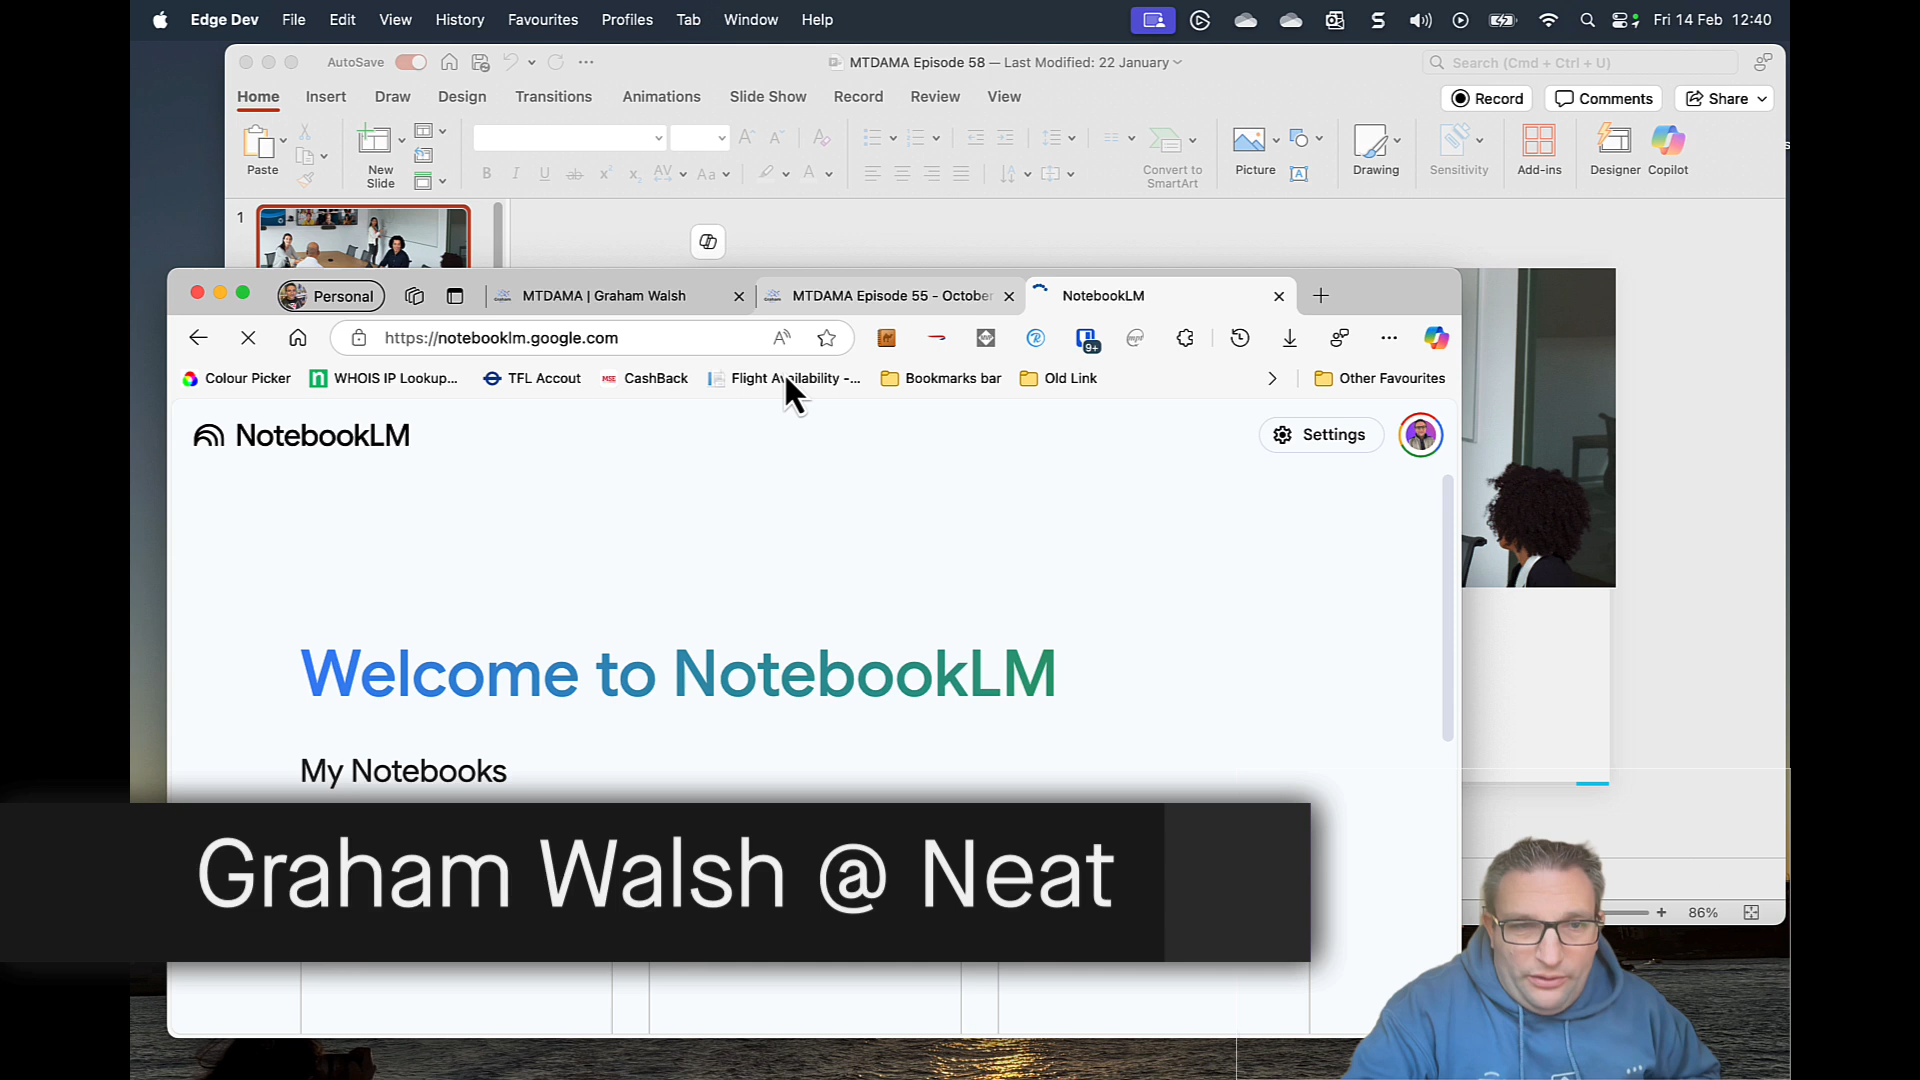 Edge Dev File Edit View History Favourites Profiles Tab Window Help Fri 14 Feb 12:40
AutoSave MTDAMA Episode 58 — Last Modified: 22 January Search (Cmd + Ctrl + U)
Home Insert Draw Design Transitions Animations Slide Show Record Review View Record Comments Share
Paste New Slide Convert to SmartArt Picture Drawing Sensitivity Add-ins Designer Copilot
1
Personal MTDAMA | Graham Walsh MTDAMA Episode 55 - October NotebookLM
https://notebooklm.google.com
9+
Colour Picker WHOIS IP Lookup... TFL Accout CashBack Flight Availability -... Bookmarks bar Old Link Other Favourites
NotebookLM Settings
Welcome to NotebookLM
My Notebooks
Graham Walsh @ Neat
86%